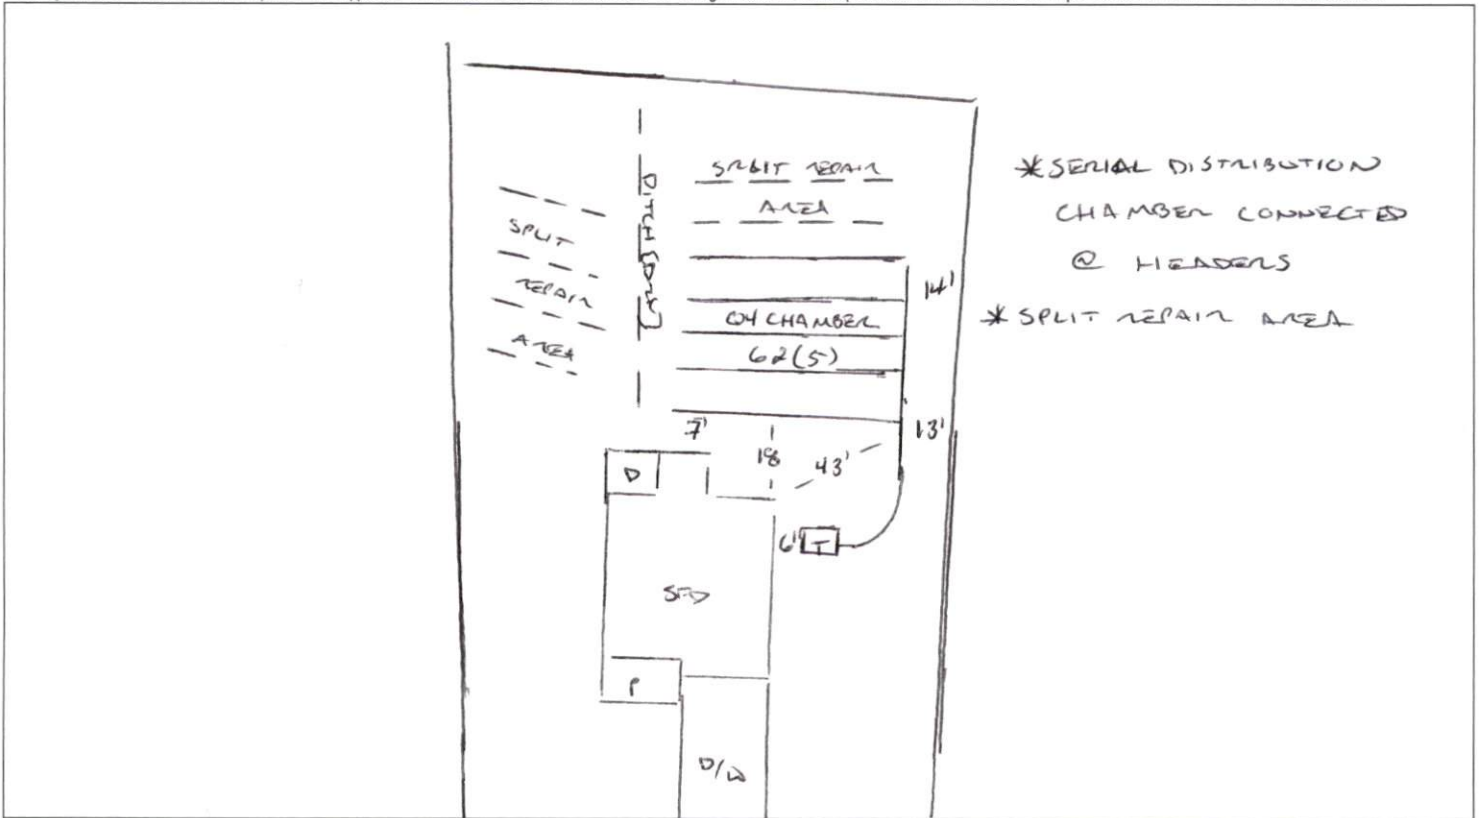 SPLIT REPAIR
AREA
*SERIAL DISTRIBUTION
CHAMBER CONNECTED
@ HEADERS
*SPLIT REPAIR AREA
SPLIT
REPAIR
AREA
DITCH
14'
Q4 CHAMBER
62(5)
7'
18
43'
13'
D
6'
T
SFD
P
D/W